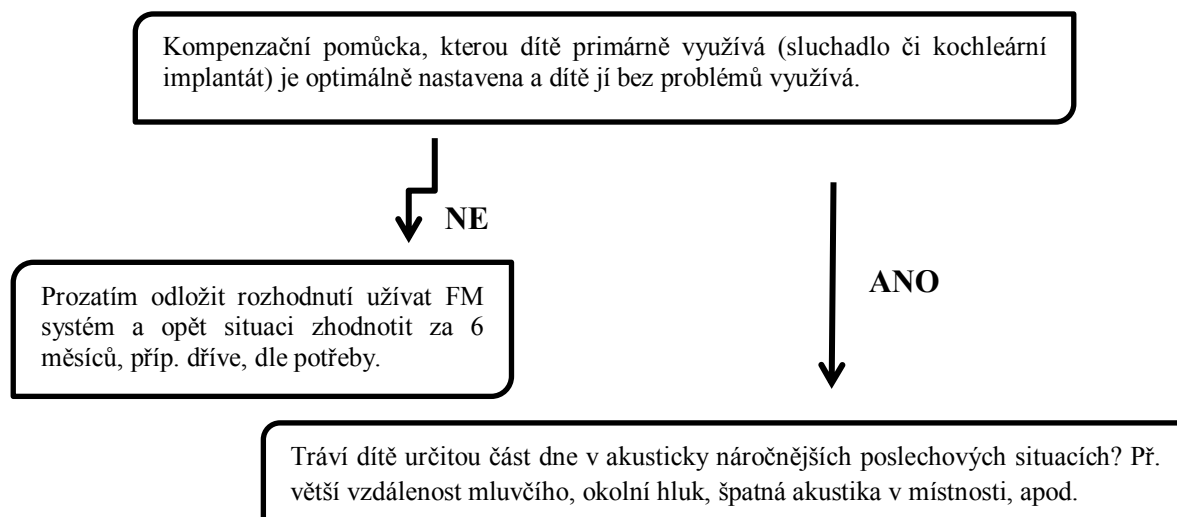 Kompenzační pomůcka, kterou dítě primárně využívá (sluchadlo či kochleární
implantát) je optimálně nastavena a dítě jí bez problémů využívá.
NE
ANO
Prozatím odložit rozhodnutí užívat FM
systém a opět situaci zhodnotit za 6
měsíců, příp. dříve, dle potřeby.
Tráví dítě určitou část dne v akusticky náročnějších poslechových situacích? Př.
větší vzdálenost mluvčího, okolní hluk, špatná akustika v místnosti, apod.